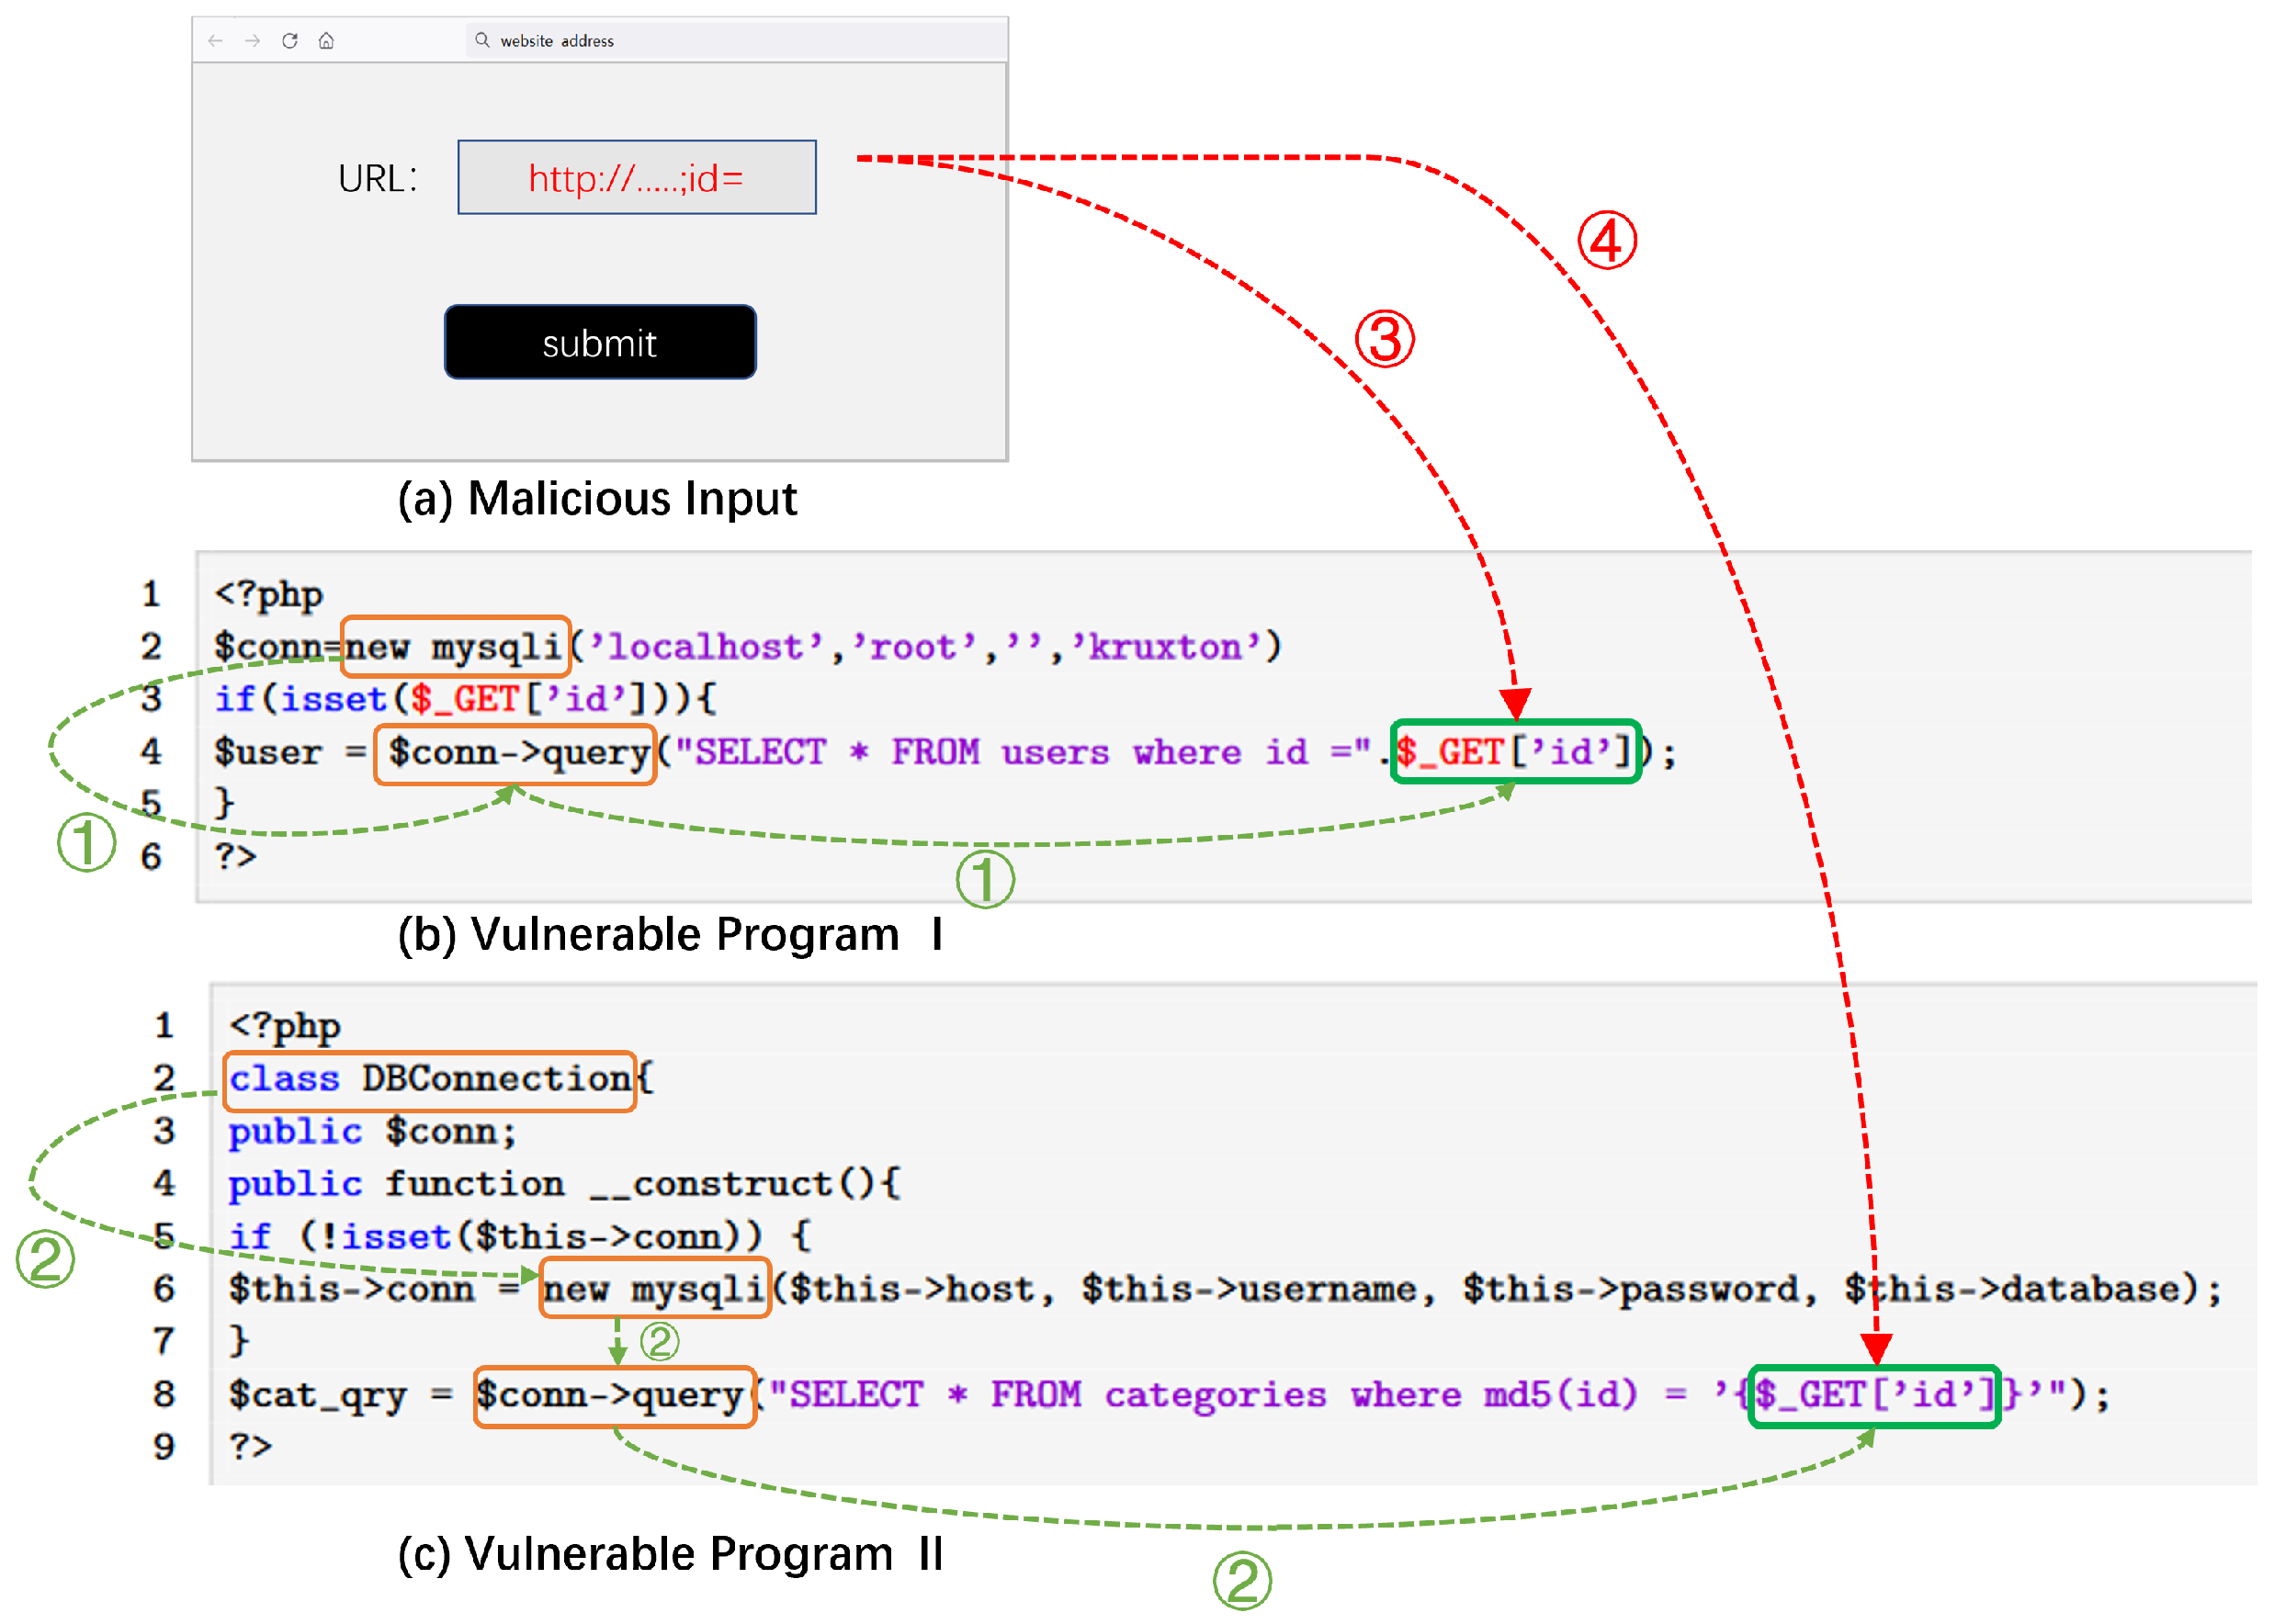 website address
URL:
http://.....;id=
submit
④
③
(a) Malicious Input
1 <?php
2 $conn=new mysqli('localhost','root','','kruxton')
3 if(isset($_GET['id'])){
4 $user = $conn->query("SELECT * FROM users where id =".$_GET['id']);
5 }
6 ?>
①
①
(b) Vulnerable Program I
1 <?php
2 class DBConnection{
3 public $conn;
4 public function __construct(){
5 if (!isset($this->conn)) {
6 $this->conn = new mysqli($this->host, $this->username, $this->password, $this->database);
7 }
8 $cat_qry = $conn->query("SELECT * FROM categories where md5(id) = '{$_GET['id']}'");
9 ?>
②
②
②
(c) Vulnerable Program II